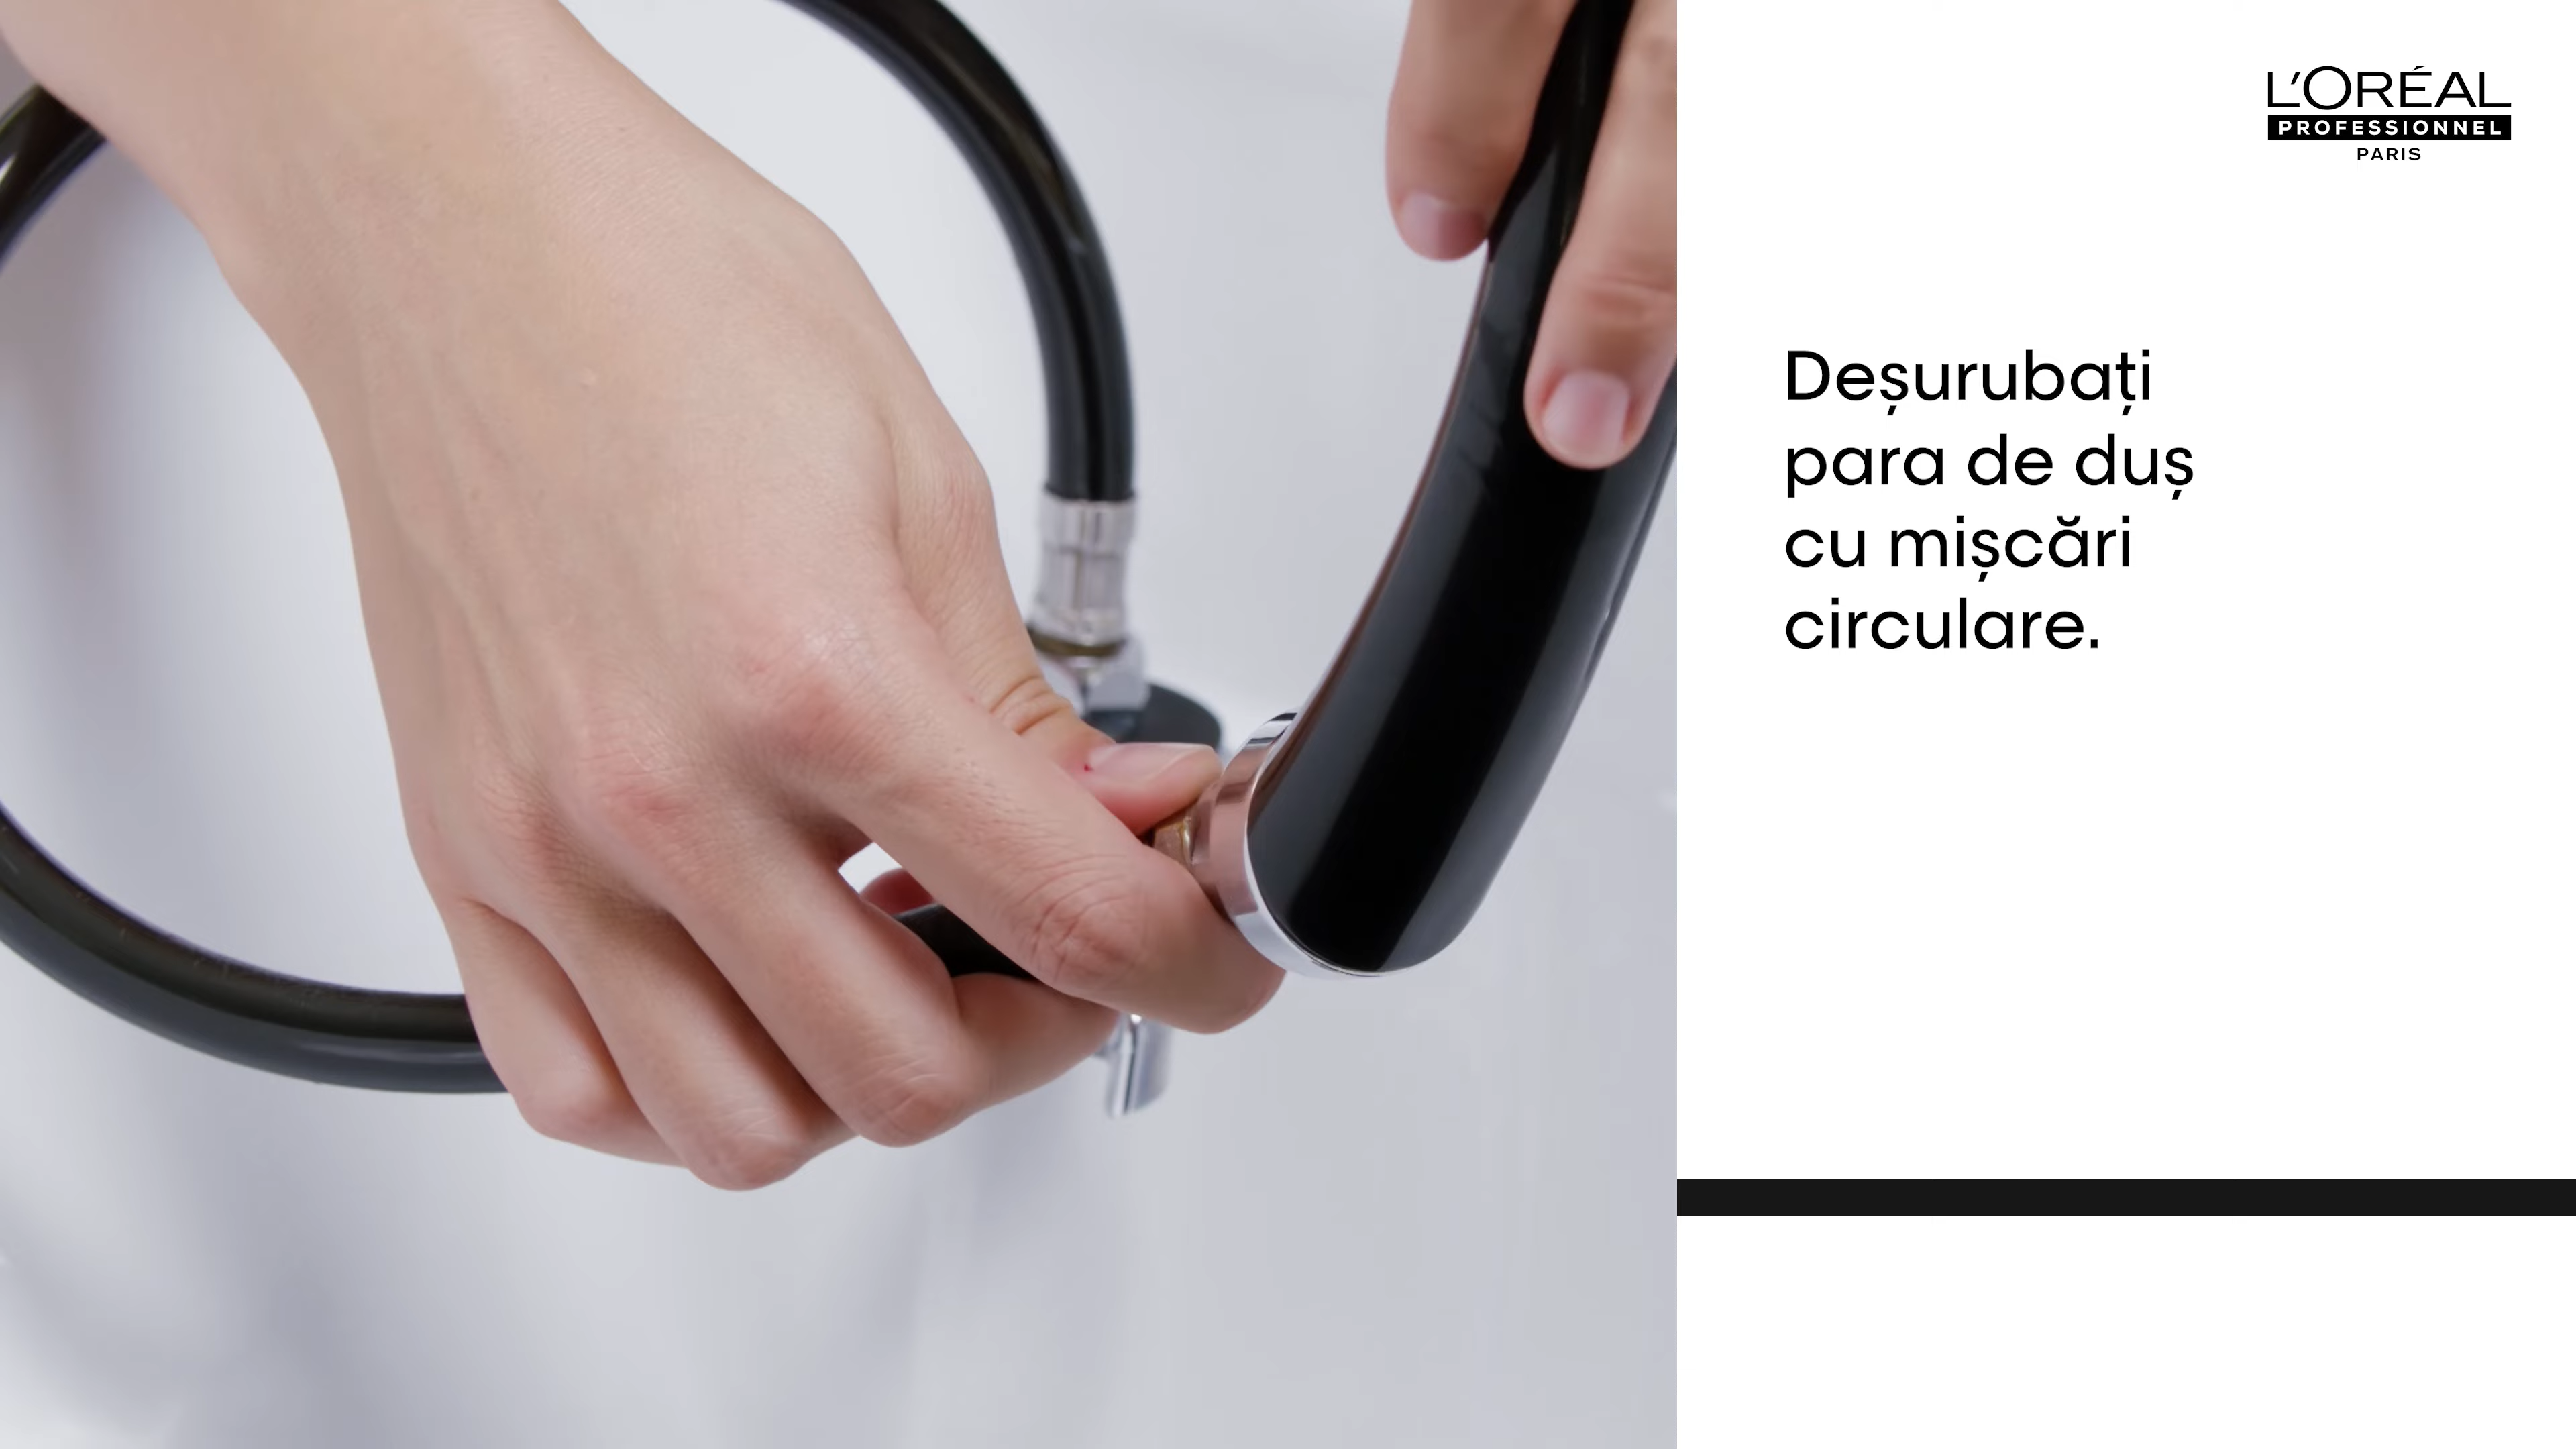 L'ORÉAL
PROFESSIONNEL
PARIS
Deșurubați
para de duș
cu mișcări
circulare.